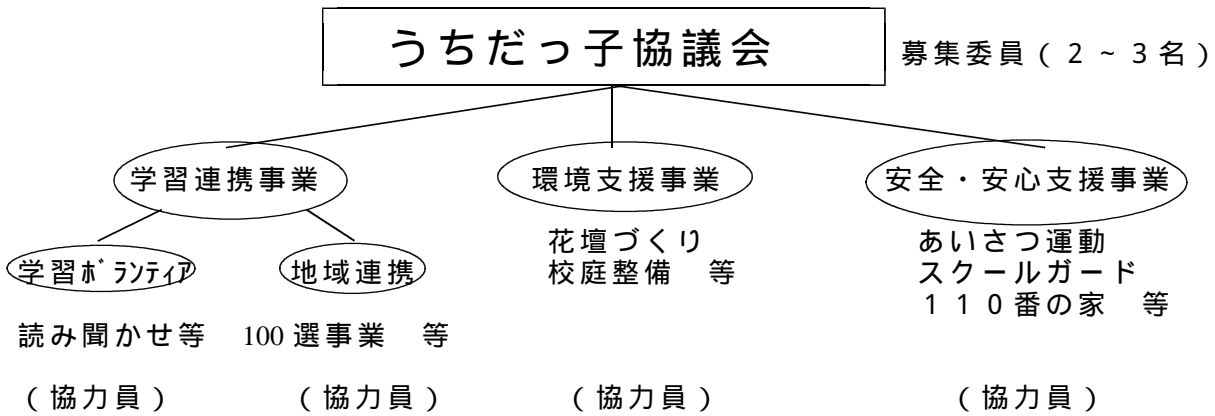 うちだっ子協議会
募集委員(2~3名)
学習連携事業
環境支援事業
安全・安心支援事業
学習ボランティア
地域連携
花壇づくり
校庭整備 等
あいさつ運動
スクールガード
110番の家 等
読み聞かせ等
100選事業 等
(協力員)
(協力員)
(協力員)
(協力員)